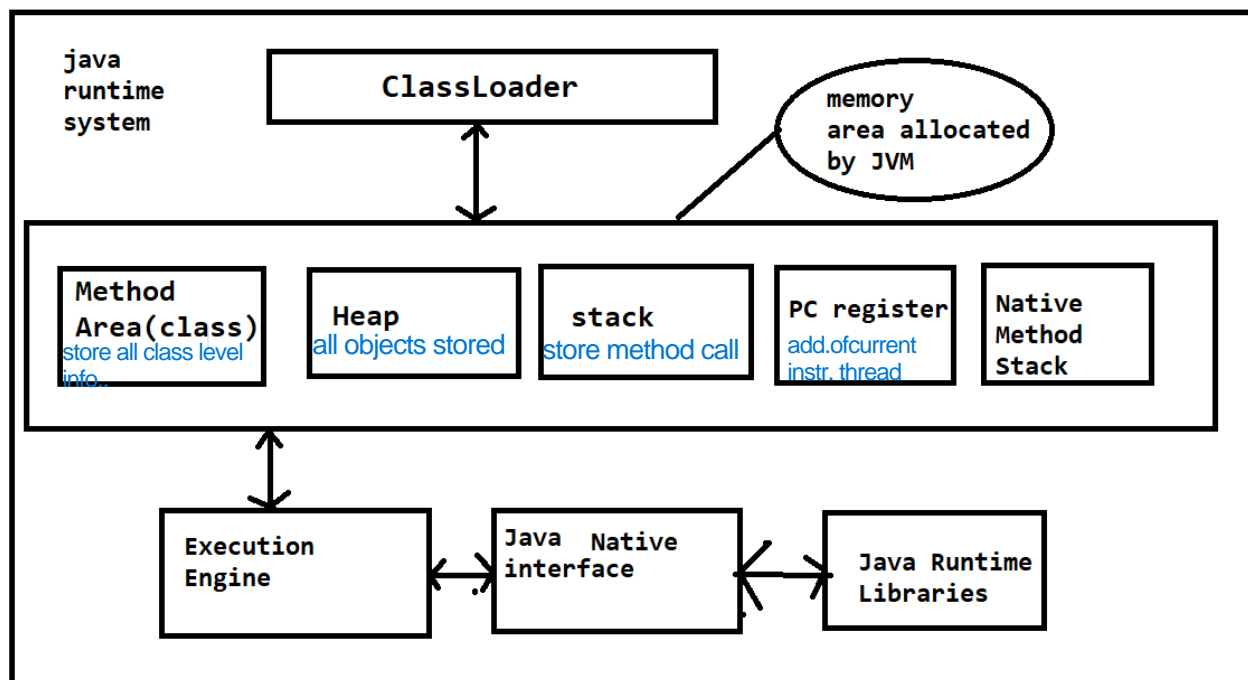 java
runtime
system
ClassLoader
memory
area allocated
by JVM
Method
Area(class)
store all class level
info..
Heap
all objects stored
stack
store method call
PC register
add.ofcurrent
instr. thread
Native
Method
Stack
Execution
Engine
Java Native
interface
Java Runtime
Libraries